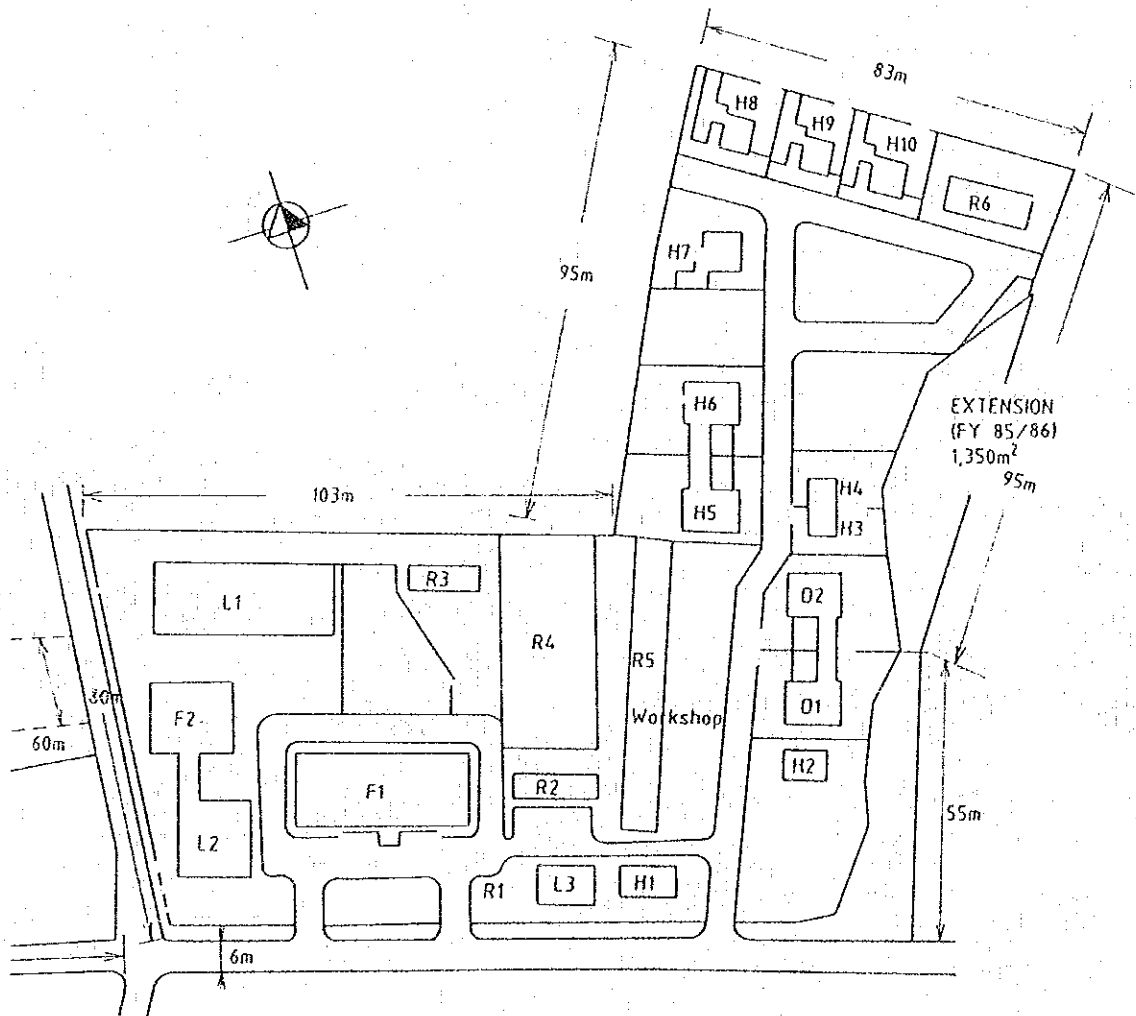 83m
H8
H9
H10
R6
H7
95m
H6
EXTENSION
(FY 85/86)
1,350m²
95m
103m
H5
H4
H3
R3
L1
O2
R4
R5
30m
60m
F2
Workshop
O1
H2
F1
R2
55m
L2
R1
L3
H1
6m